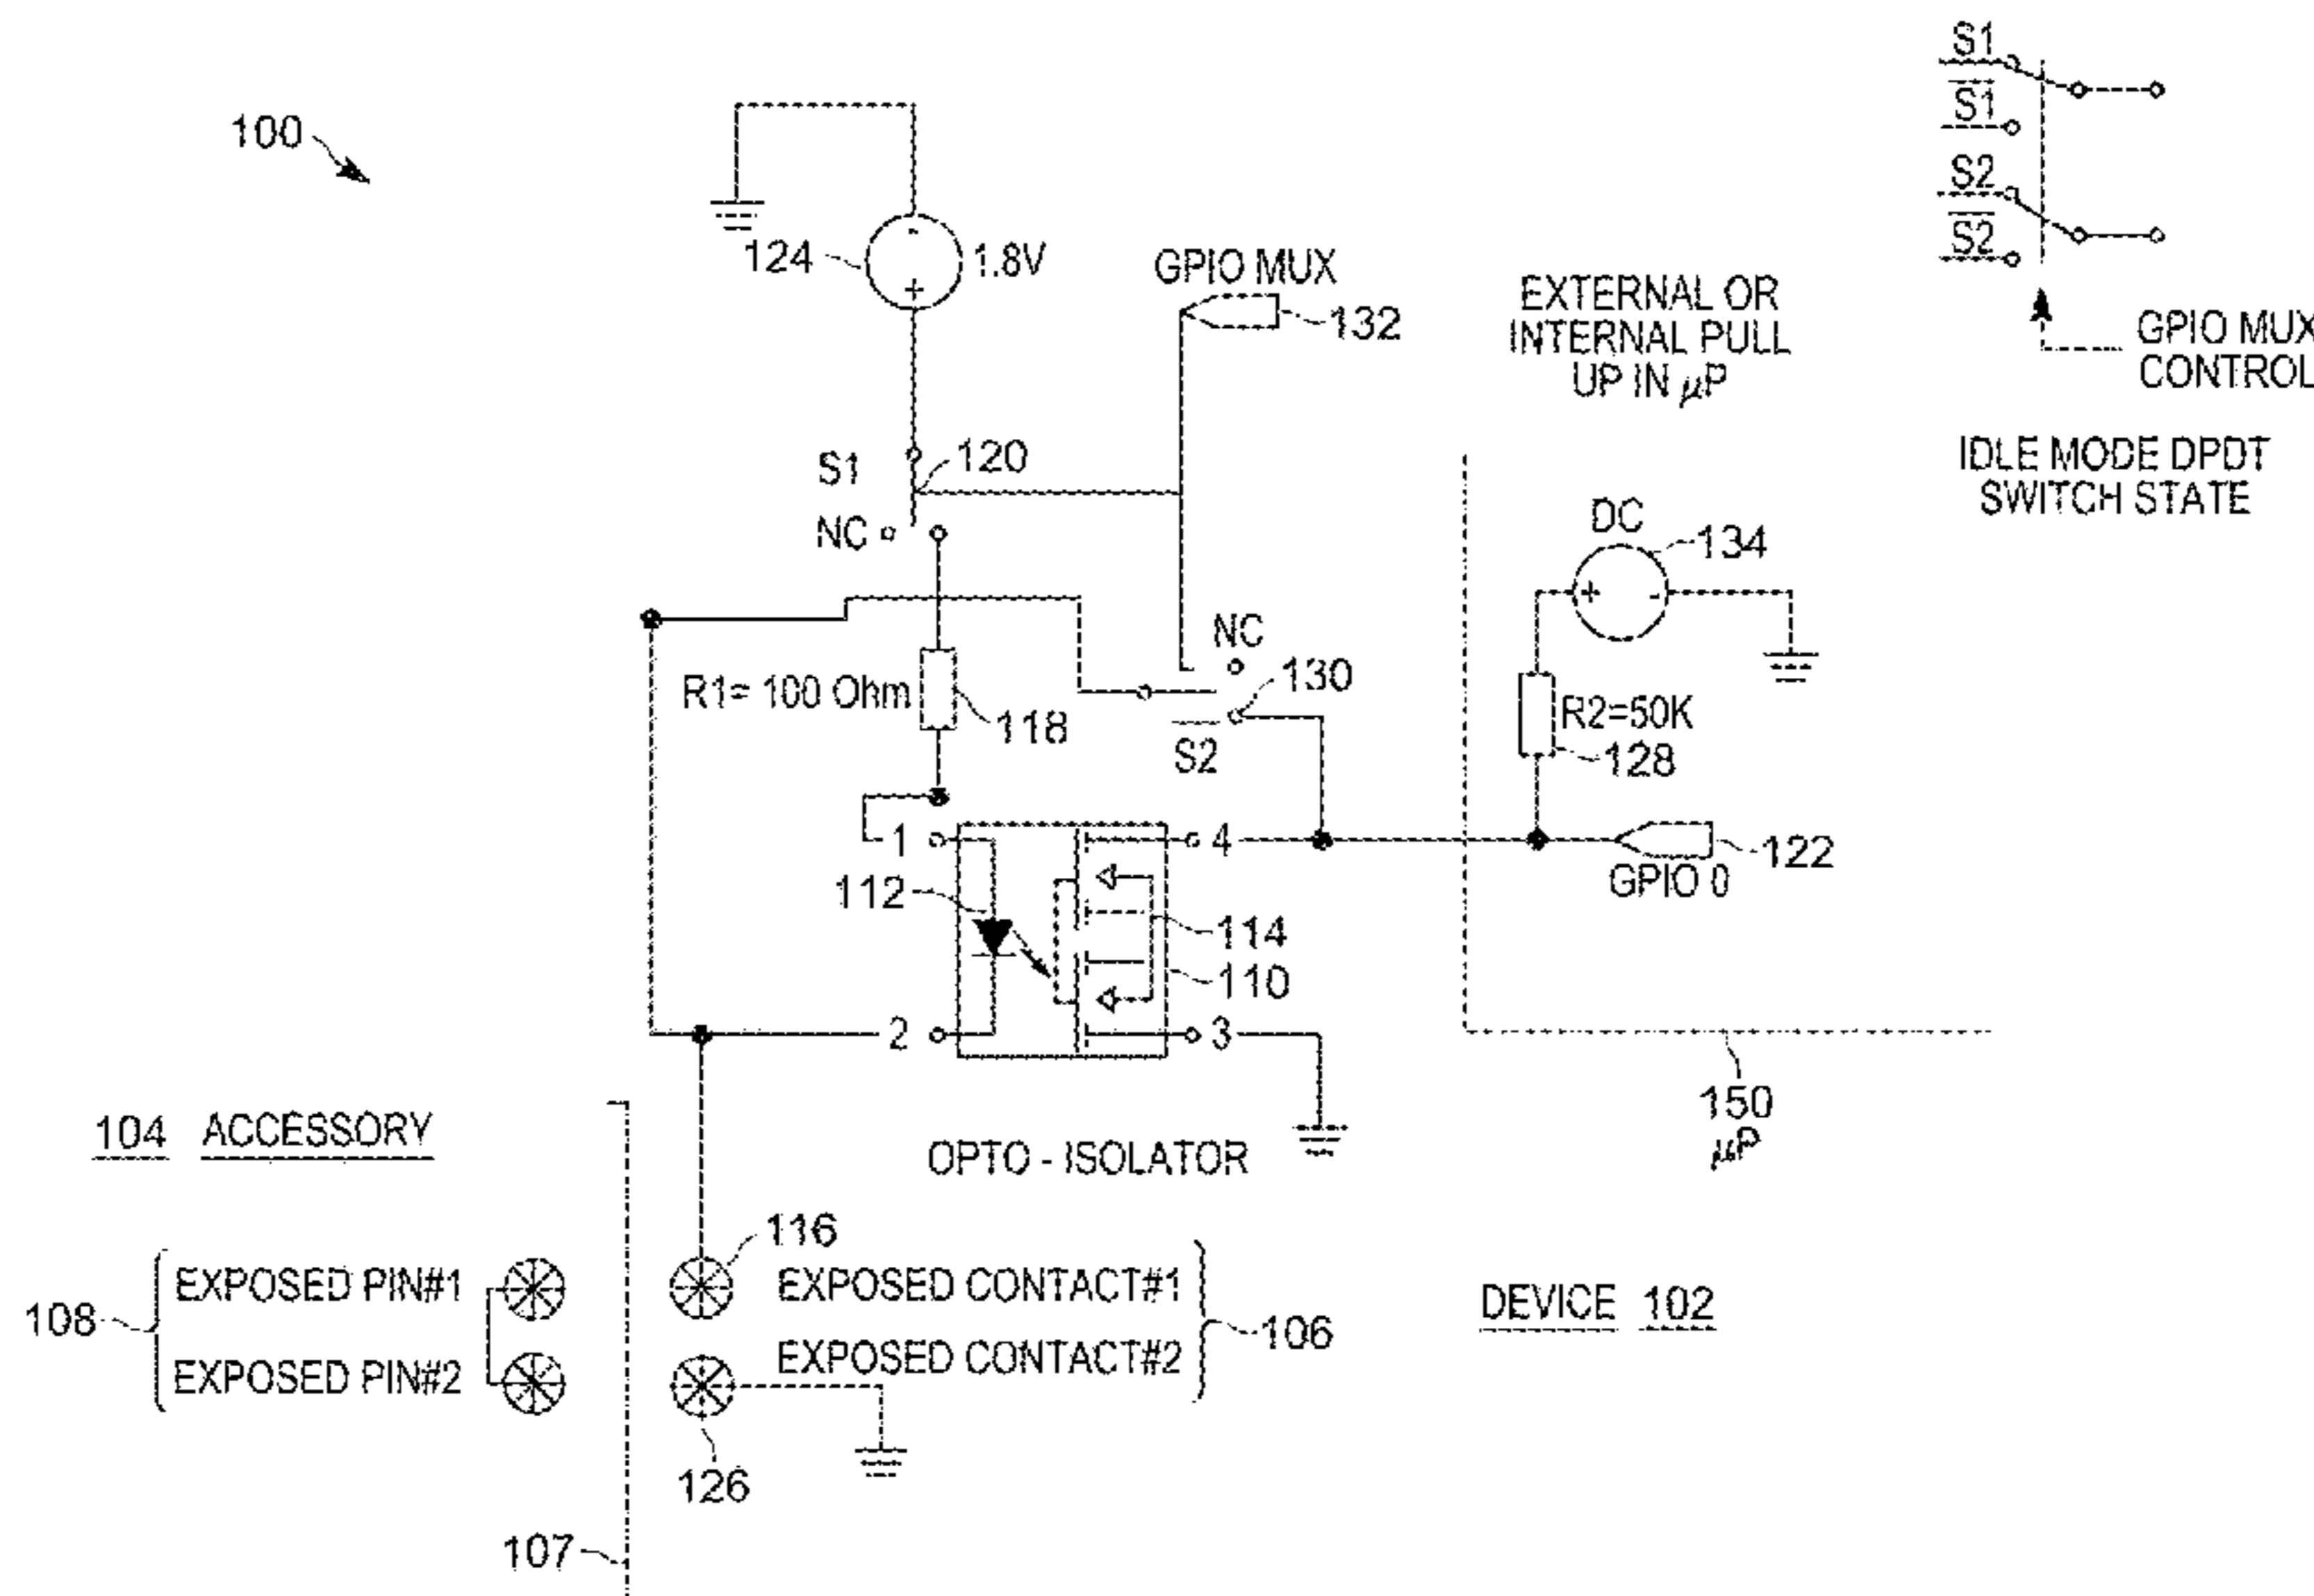 100
124
-
+
1.8V
GPIO MUX
132
EXTERNAL OR
INTERNAL PULL
UP IN µP
S1
S1
S2
S2
GPIO MUX
CONTROL
IDLE MODE DPDT
SWITCH STATE
S1
120
NC
NC
130
S2
R1= 100 Ohm
118
DC
134
+
-
R2=50K
128
122
GPIO 0
1
2
4
3
112
114
110
150
µP
OPTO - ISOLATOR
104 ACCESSORY
108
EXPOSED PIN#1
EXPOSED PIN#2
116
EXPOSED CONTACT#1
EXPOSED CONTACT#2
106
126
107
DEVICE 102